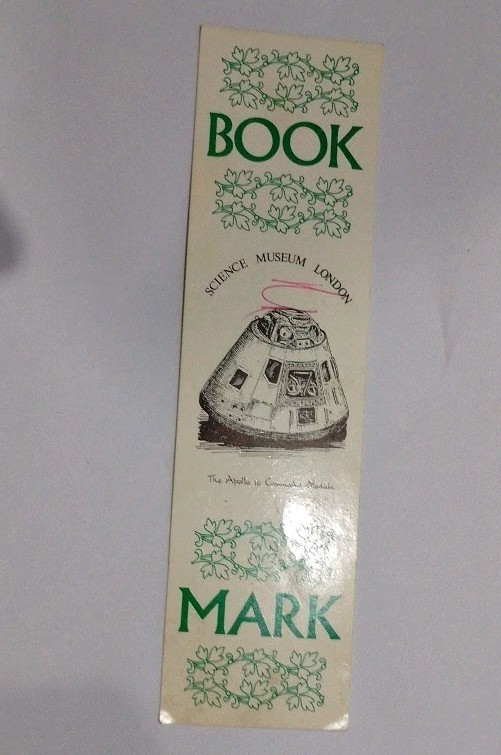 BOOK
SCIENCE MUSEUM LONDON
The Apollo 10 Command Module
MARK